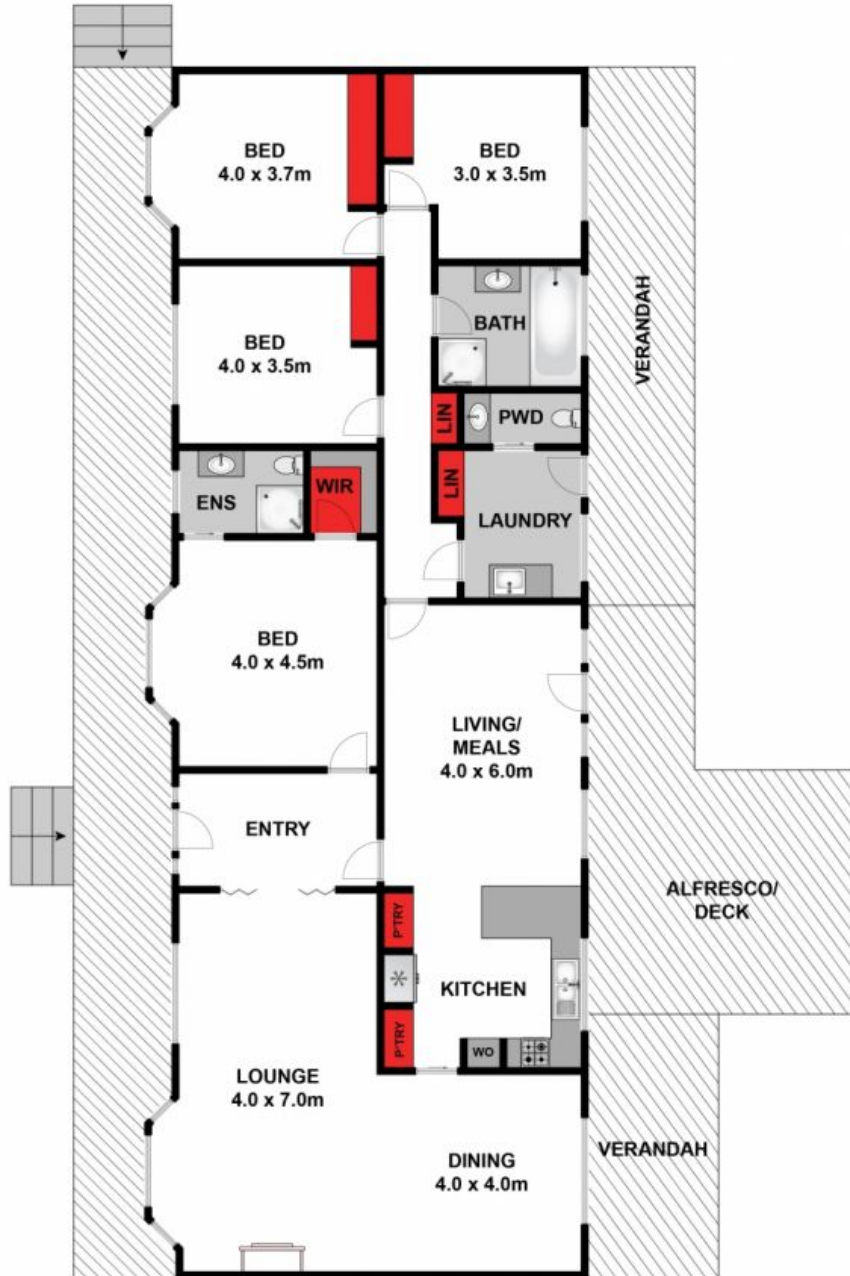 BED
4.0 x 3.7m
BED
3.0 x 3.5m
BED
4.0 x 3.5m
BATH
VERANDAH
LIN
PWD
ENS
WIR
LIN
LAUNDRY
BED
4.0 x 4.5m
LIVING/
MEALS
4.0 x 6.0m
ENTRY
ALFRESCO/
DECK
P'TRY
KITCHEN
P'TRY
WO
LOUNGE
4.0 x 7.0m
DINING
4.0 x 4.0m
VERANDAH